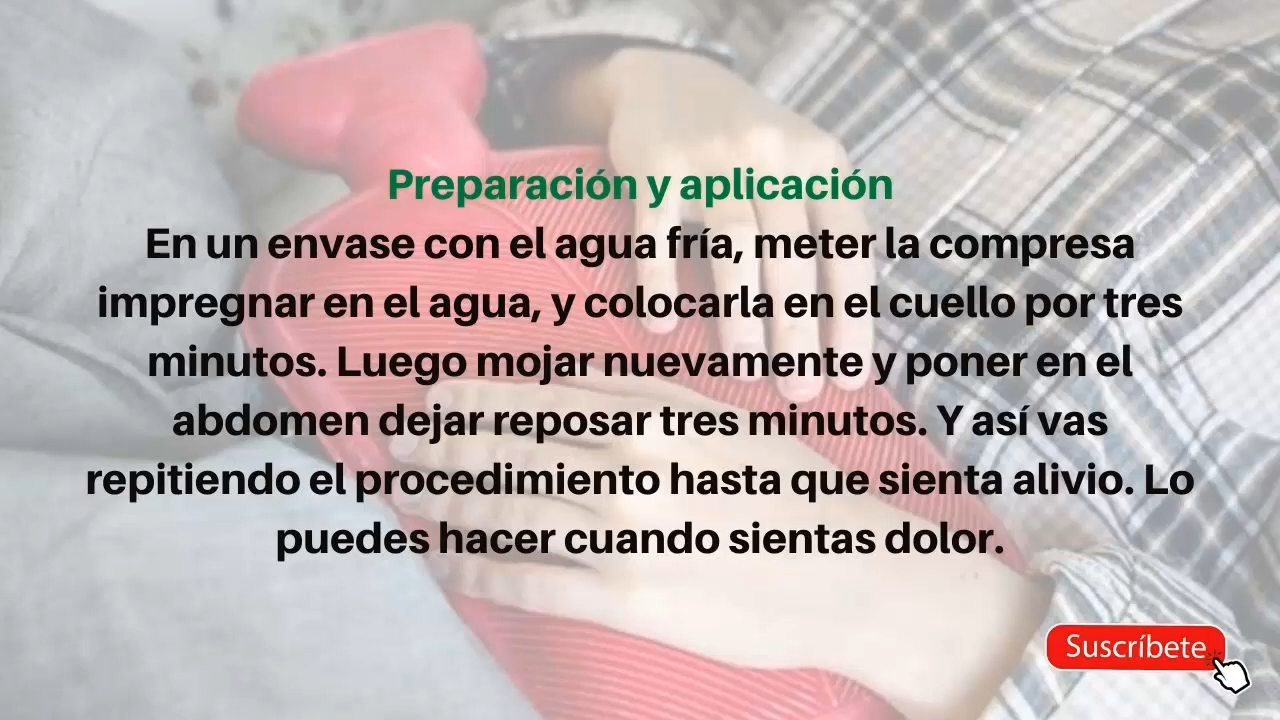 Preparación y aplicación
En un envase con el agua fría, meter la compresa
impregnar en el agua, y colocarla en el cuello por tres
minutos. Luego mojar nuevamente y poner en el
abdomen dejar reposar tres minutos. Y así vas
repitiendo el procedimiento hasta que sienta alivio. Lo
puedes hacer cuando sientas dolor.
Suscríbete